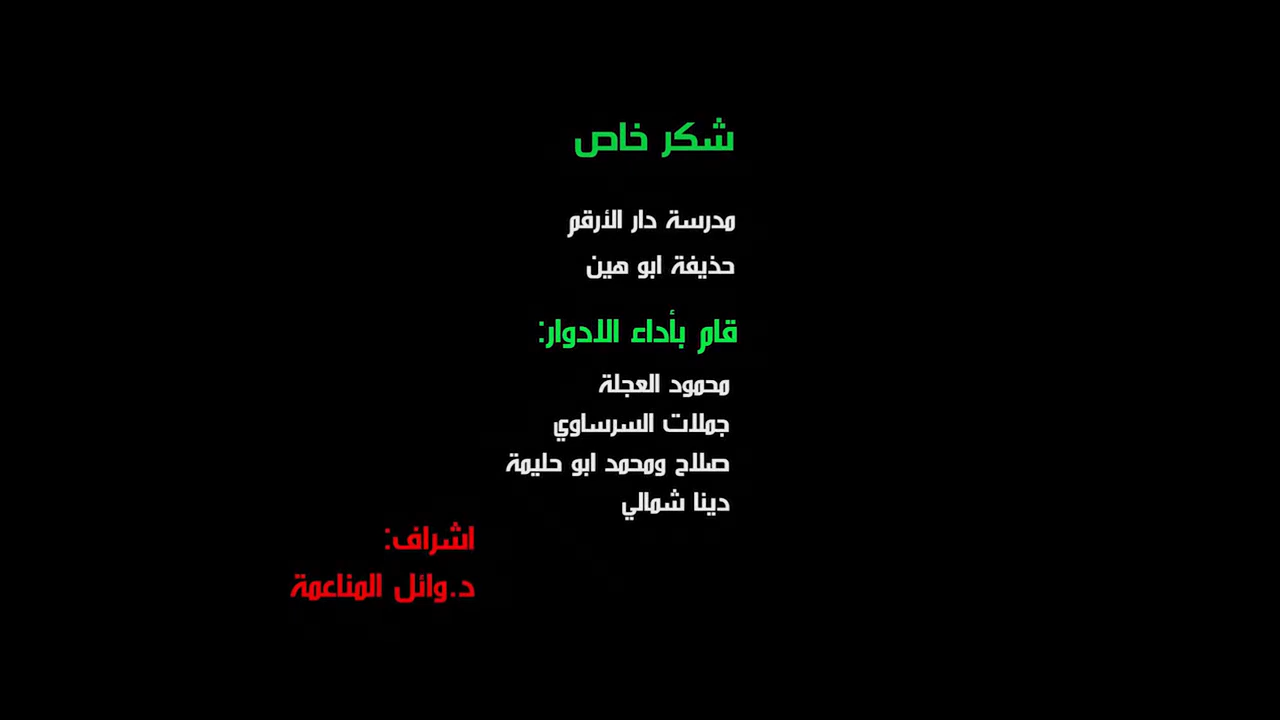 شكر خاص
مدرسة دار الأرقم
حذيفة ابو هين
قام بأداء الادوار:
محمود العجلة
جملات السرساوي
صلاح ومحمد ابو حليمة
دينا شمالي
اشراف:
د.وائل المناعمة